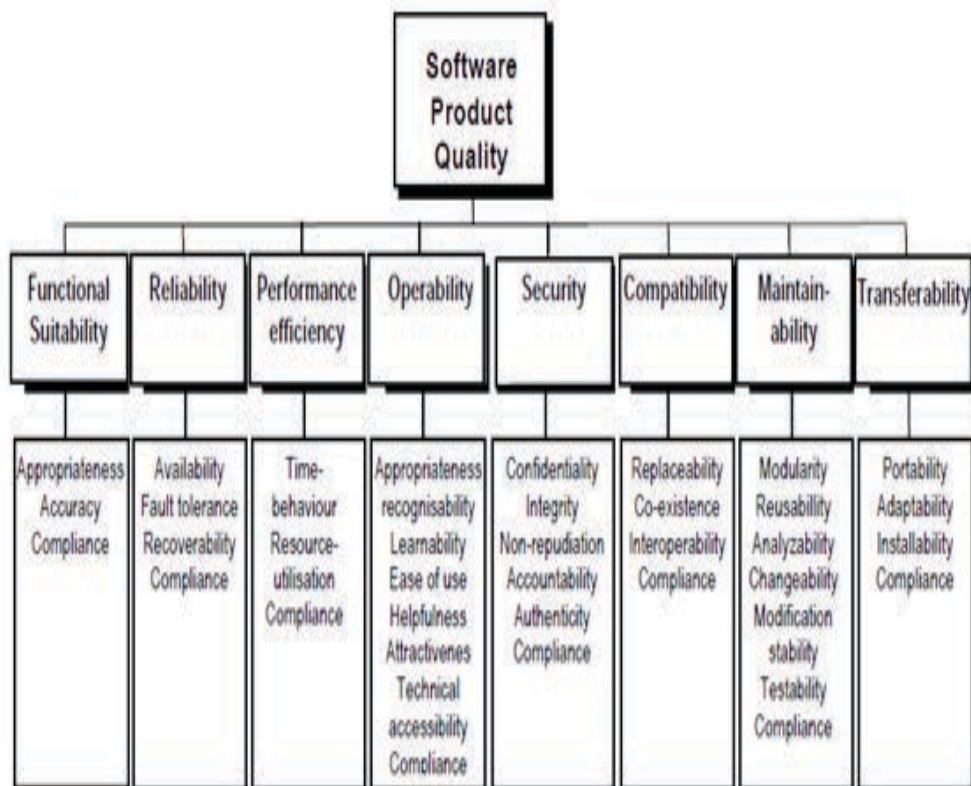 Software
Product
Quality
Functional
Suitability
Reliability
Performance
efficiency
Operability
Security
Compatibility
Maintain-
ability
Transferability
Appropriateness
Accuracy
Compliance
Availability
Fault tolerance
Recoverability
Compliance
Time-
behaviour
Resource-
utilisation
Compliance
Appropriateness
recognisability
Learnability
Ease of use
Helpfulness
Attractivenes
Technical
accessibility
Compliance
Confidentiality
Integrity
Non-repudiation
Accountability
Authenticity
Compliance
Replaceability
Co-existence
Interoperability
Compliance
Modularity
Reusability
Analyzability
Changeability
Modification
stability
Testability
Compliance
Portability
Adaptability
Installability
Compliance